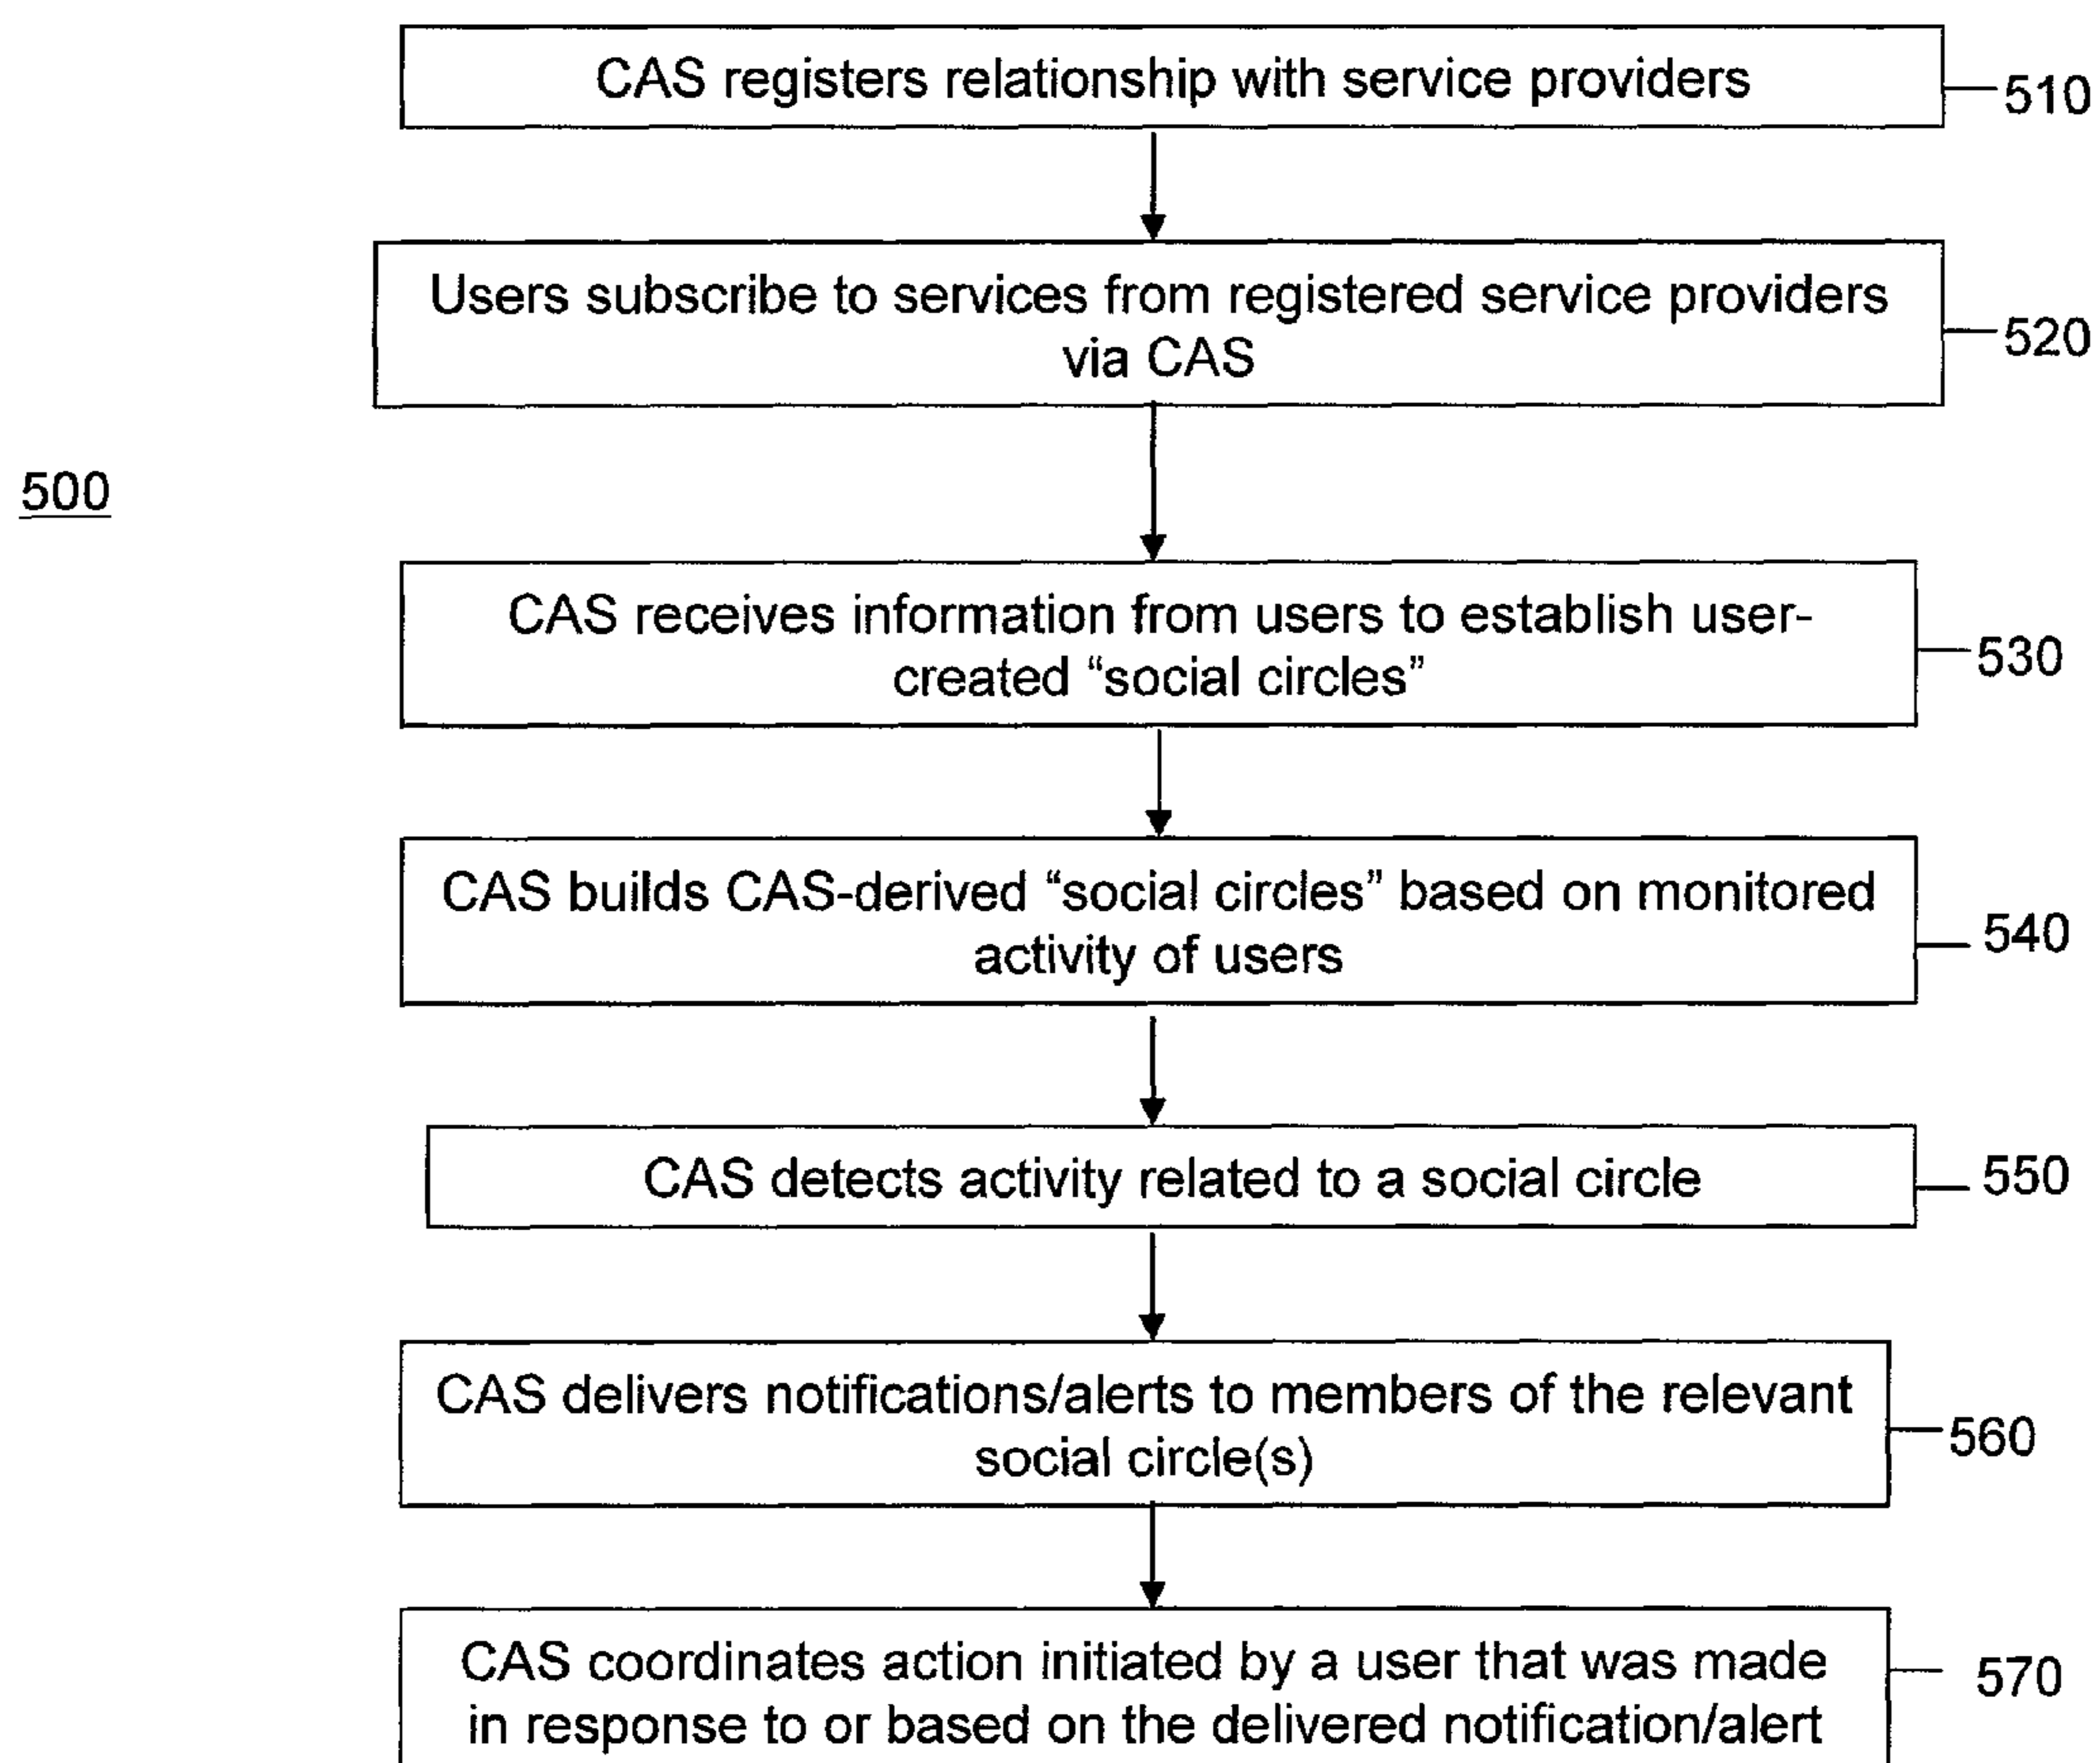 CAS registers relationship with service providers
510
Users subscribe to services from registered service providers
via CAS
520
500
CAS receives information from users to establish user-
created “social circles”
530
CAS builds CAS-derived “social circles” based on monitored
activity of users
540
CAS detects activity related to a social circle
550
CAS delivers notifications/alerts to members of the relevant
social circle(s)
560
CAS coordinates action initiated by a user that was made
in response to or based on the delivered notification/alert
570